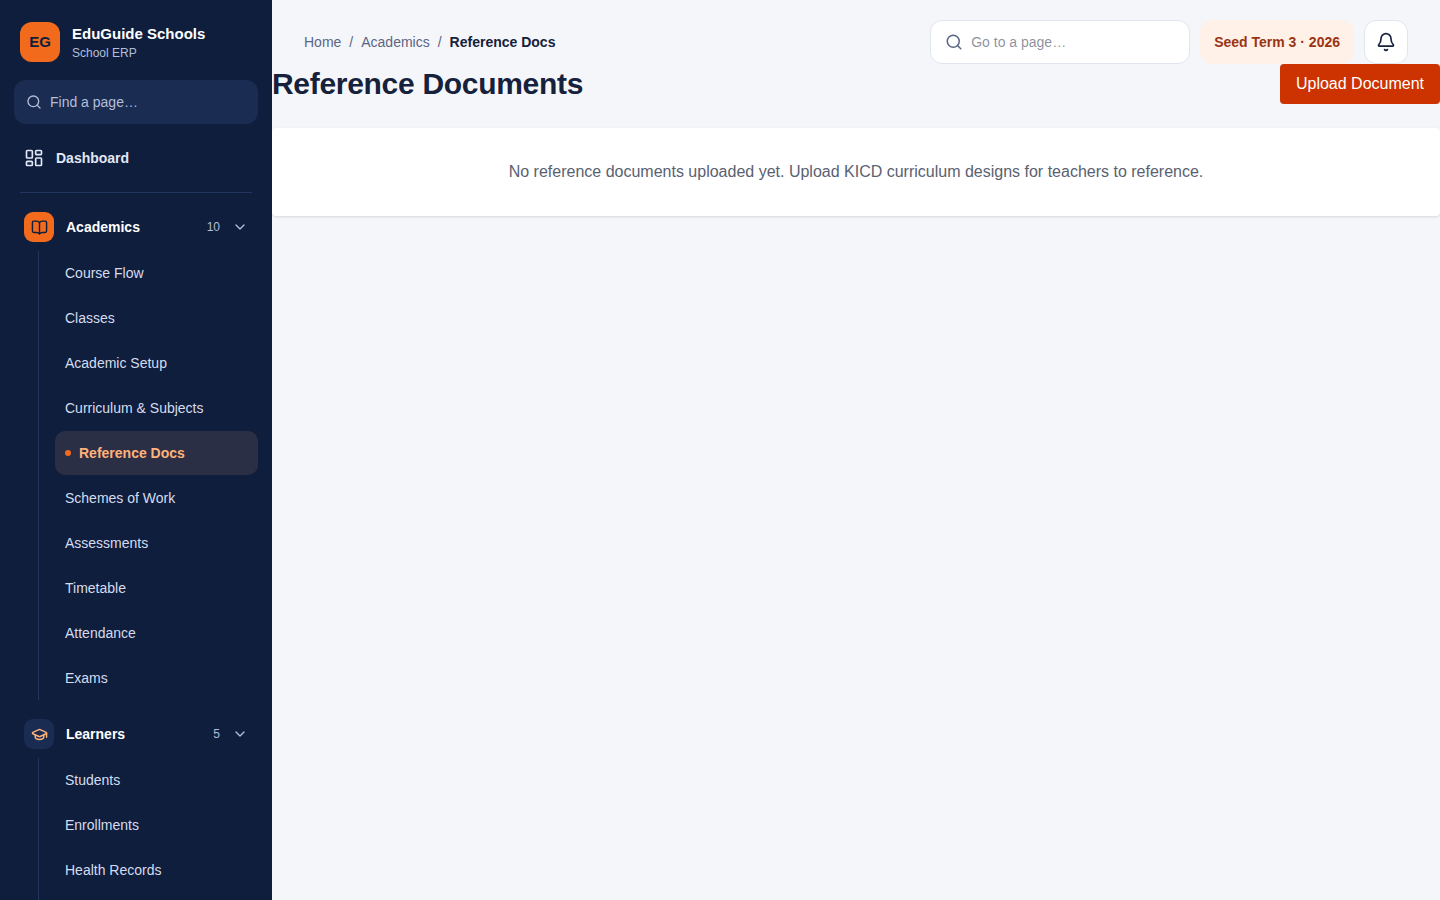 EG
EduGuide Schools
School ERP
Find a page…
Dashboard
Academics 10
Course Flow
Classes
Academic Setup
Curriculum & Subjects
Reference Docs
Schemes of Work
Assessments
Timetable
Attendance
Exams
Learners 5
Students
Enrollments
Health Records
Home / Academics / Reference Docs
Go to a page…
Seed Term 3 · 2026
Reference Documents
Upload Document
No reference documents uploaded yet. Upload KICD curriculum designs for teachers to reference.